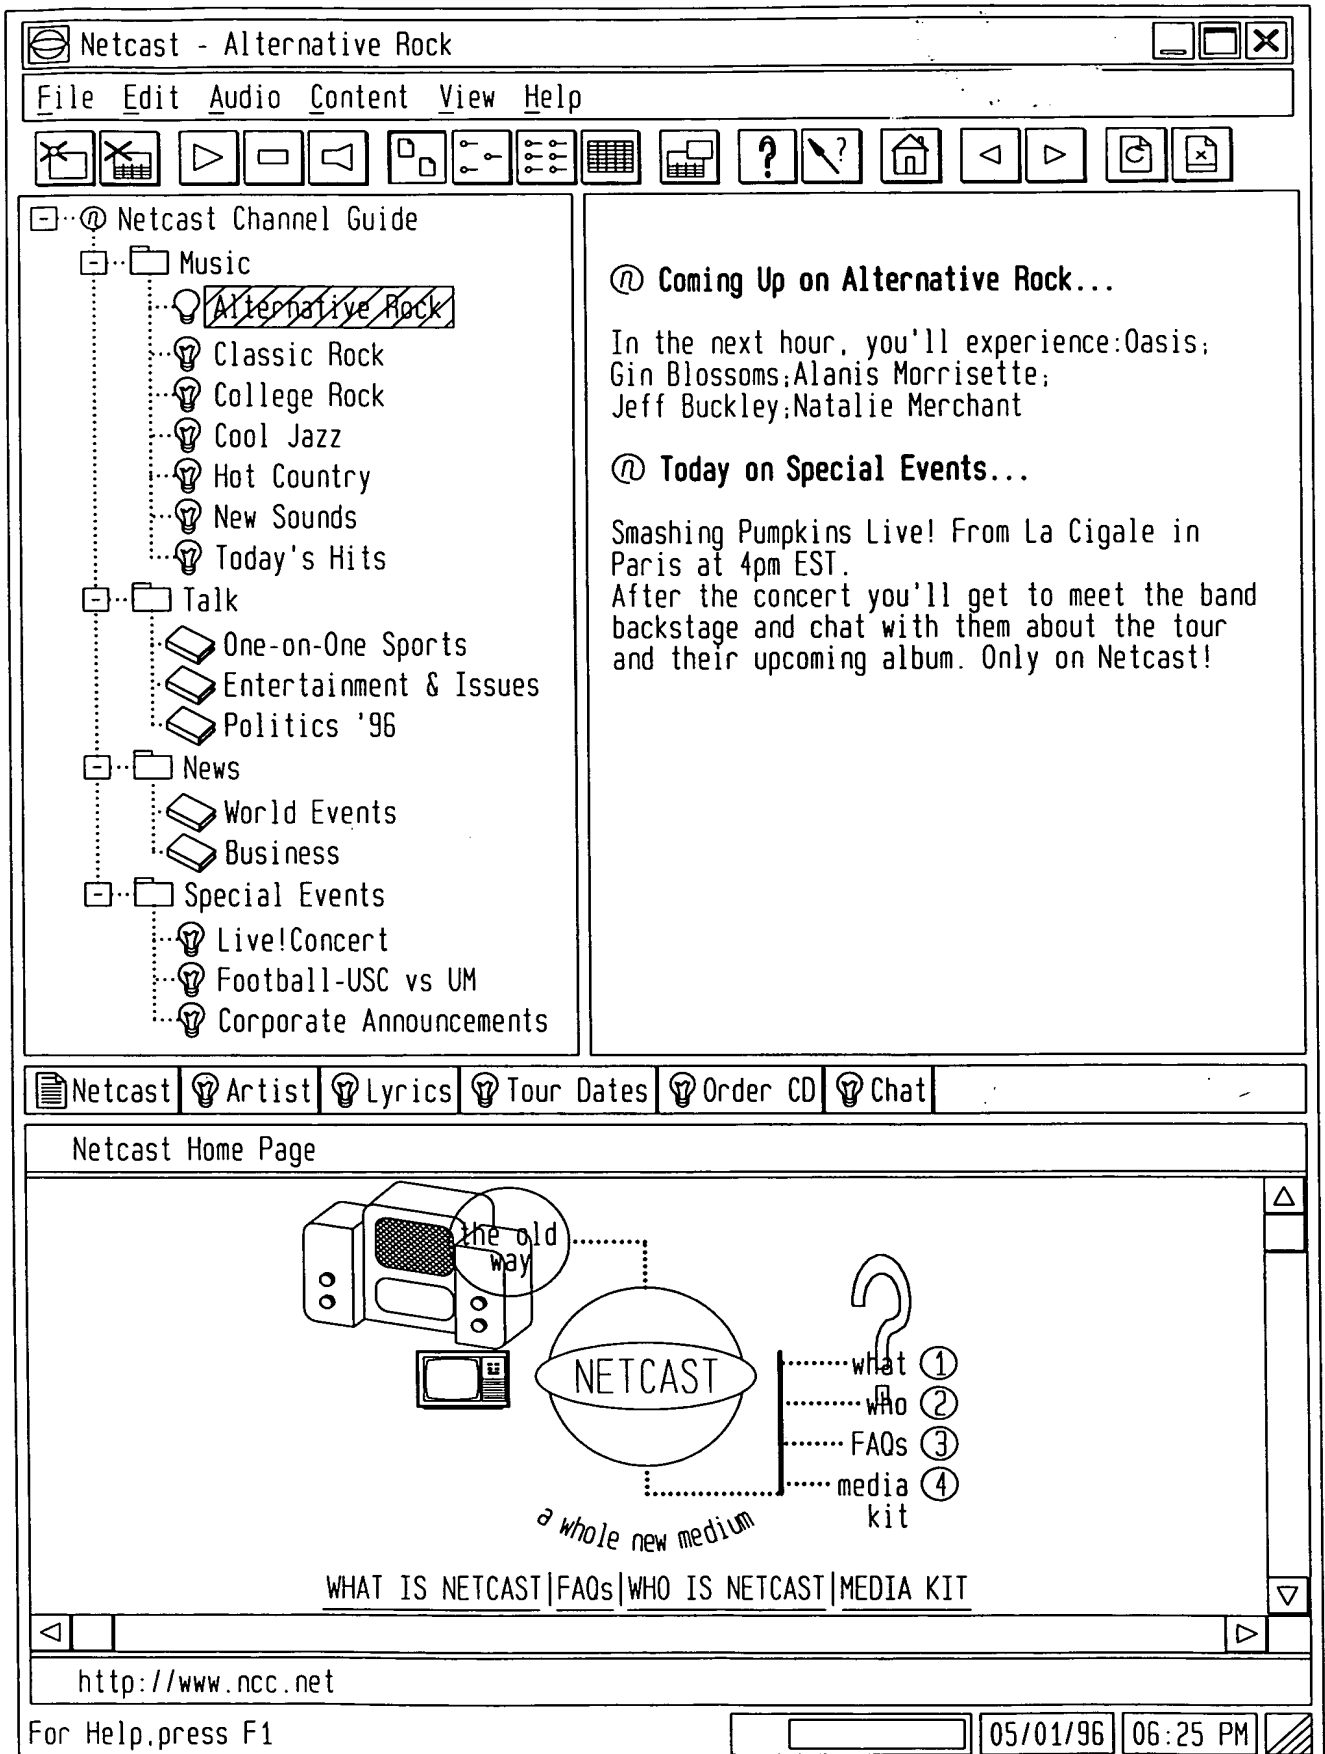 Netcast - Alternative Rock
File Edit Audio Content View Help
Netcast Channel Guide
Music
Alternative Rock
Classic Rock
College Rock
Cool Jazz
Hot Country
New Sounds
Today's Hits
Talk
One-on-One Sports
Entertainment & Issues
Politics '96
News
World Events
Business
Special Events
Live!Concert
Football-USC vs UM
Corporate Announcements
Coming Up on Alternative Rock...
In the next hour, you'll experience:Oasis;
Gin Blossoms;Alanis Morrisette;
Jeff Buckley;Natalie Merchant
Today on Special Events...
Smashing Pumpkins Live! From La Cigale in
Paris at 4pm EST.
After the concert you'll get to meet the band
backstage and chat with them about the tour
and their upcoming album. Only on Netcast!
Netcast Artist Lyrics Tour Dates Order CD Chat
Netcast Home Page
the old
way
NETCAST
what 1
who 2
FAQs 3
media 4
kit
a whole new medium
WHAT IS NETCAST|FAQs|WHO IS NETCAST|MEDIA KIT
http://www.ncc.net
For Help,press F1 05/01/96 06:25 PM